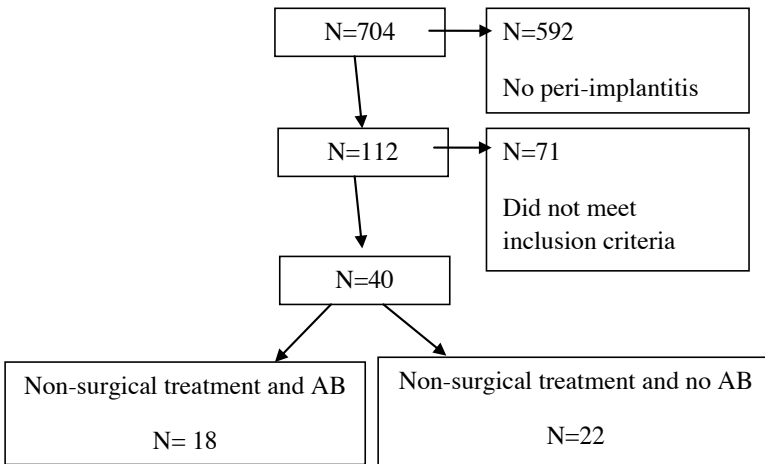 N=704
N=592
No peri-implantitis
N=112
N=71
Did not meet
inclusion criteria
N=40
Non-surgical treatment and AB
N= 18
Non-surgical treatment and no AB
N=22